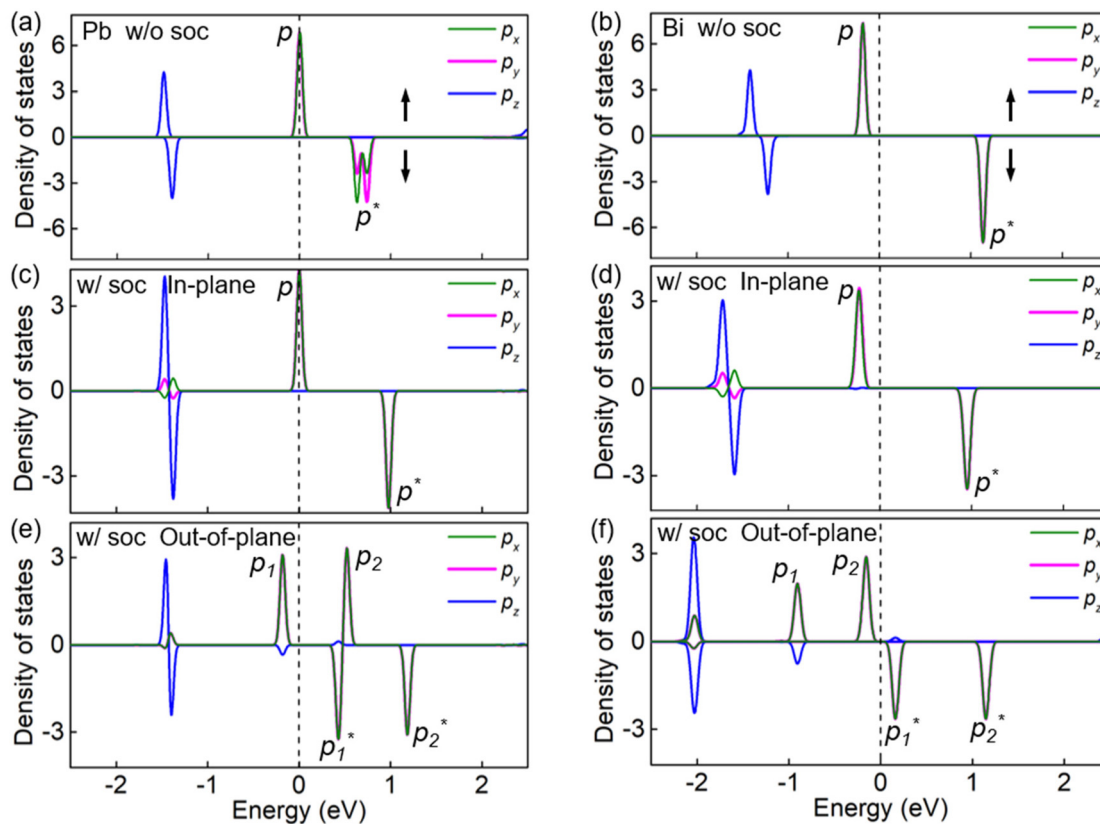 (a) Pb w/o soc
p
p*
px
py
pz
Density of states
6
3
0
-3
-6
(b) Bi w/o soc
p
p*
px
py
pz
Density of states
6
3
0
-3
-6
-2 -1 0 1 2
(c) w/ soc In-plane
p
p*
px
py
pz
Density of states
3
0
-3
(d) w/ soc In-plane
p
p*
px
py
pz
Density of states
3
0
-3
(e) w/ soc Out-of-plane
p1
p2
p1*
p2*
px
py
pz
Density of states
3
0
-3
-2 -1 0 1 2
Energy (eV)
(f) w/ soc Out-of-plane
p1
p2
p1*
p2*
px
py
pz
Density of states
3
0
-3
-2 -1 0 1 2
Energy (eV)